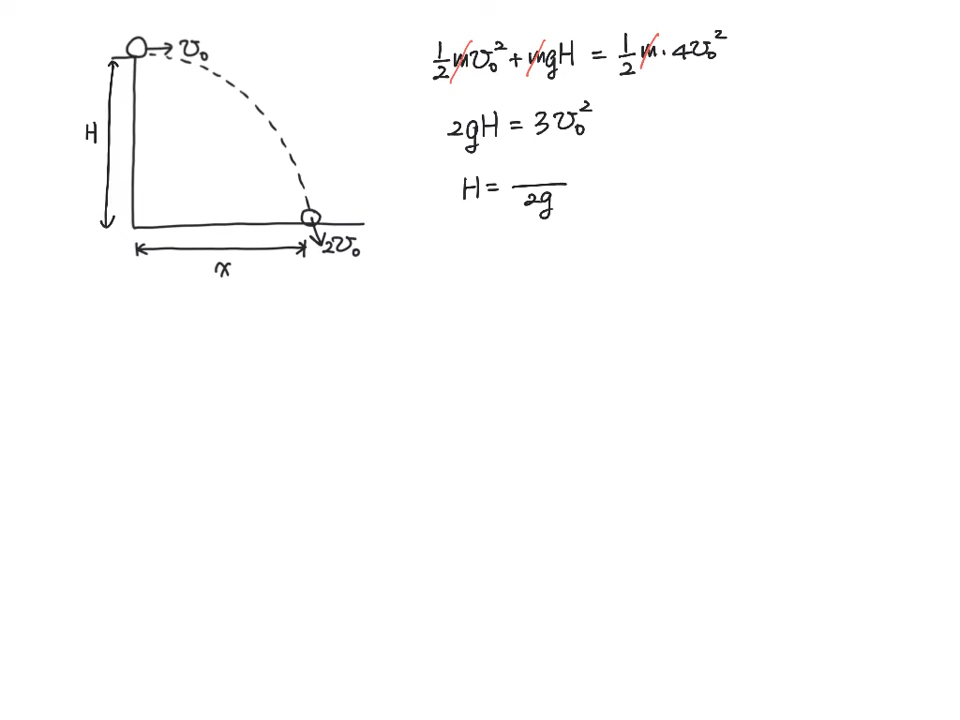 v₀
H
2v₀
x
½mv₀² + mgH = ½m · 4v₀²
2gH = 3v₀²
H = ―/2g